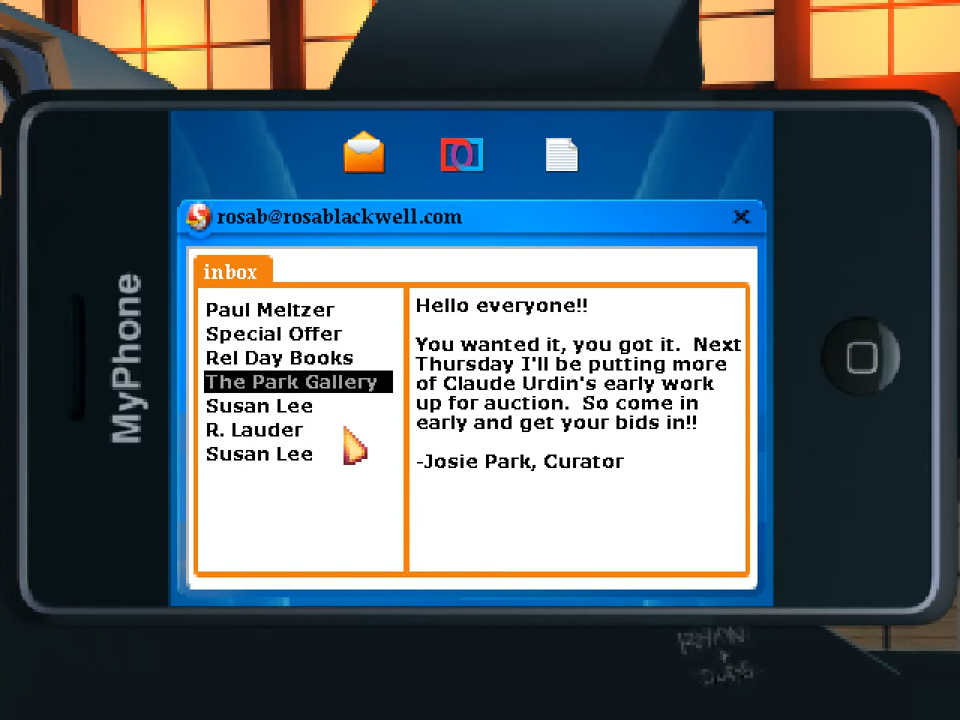 rosab@rosablackwell.com
inbox
Paul Meltzer
Special Offer
Rel Day Books
The Park Gallery
Susan Lee
R. Lauder
Susan Lee
Hello everyone!!
You wanted it, you got it. Next
Thursday I'll be putting more
of Claude Urdin's early work
up for auction. So come in
early and get your bids in!!
-Josie Park, Curator
MyPhone